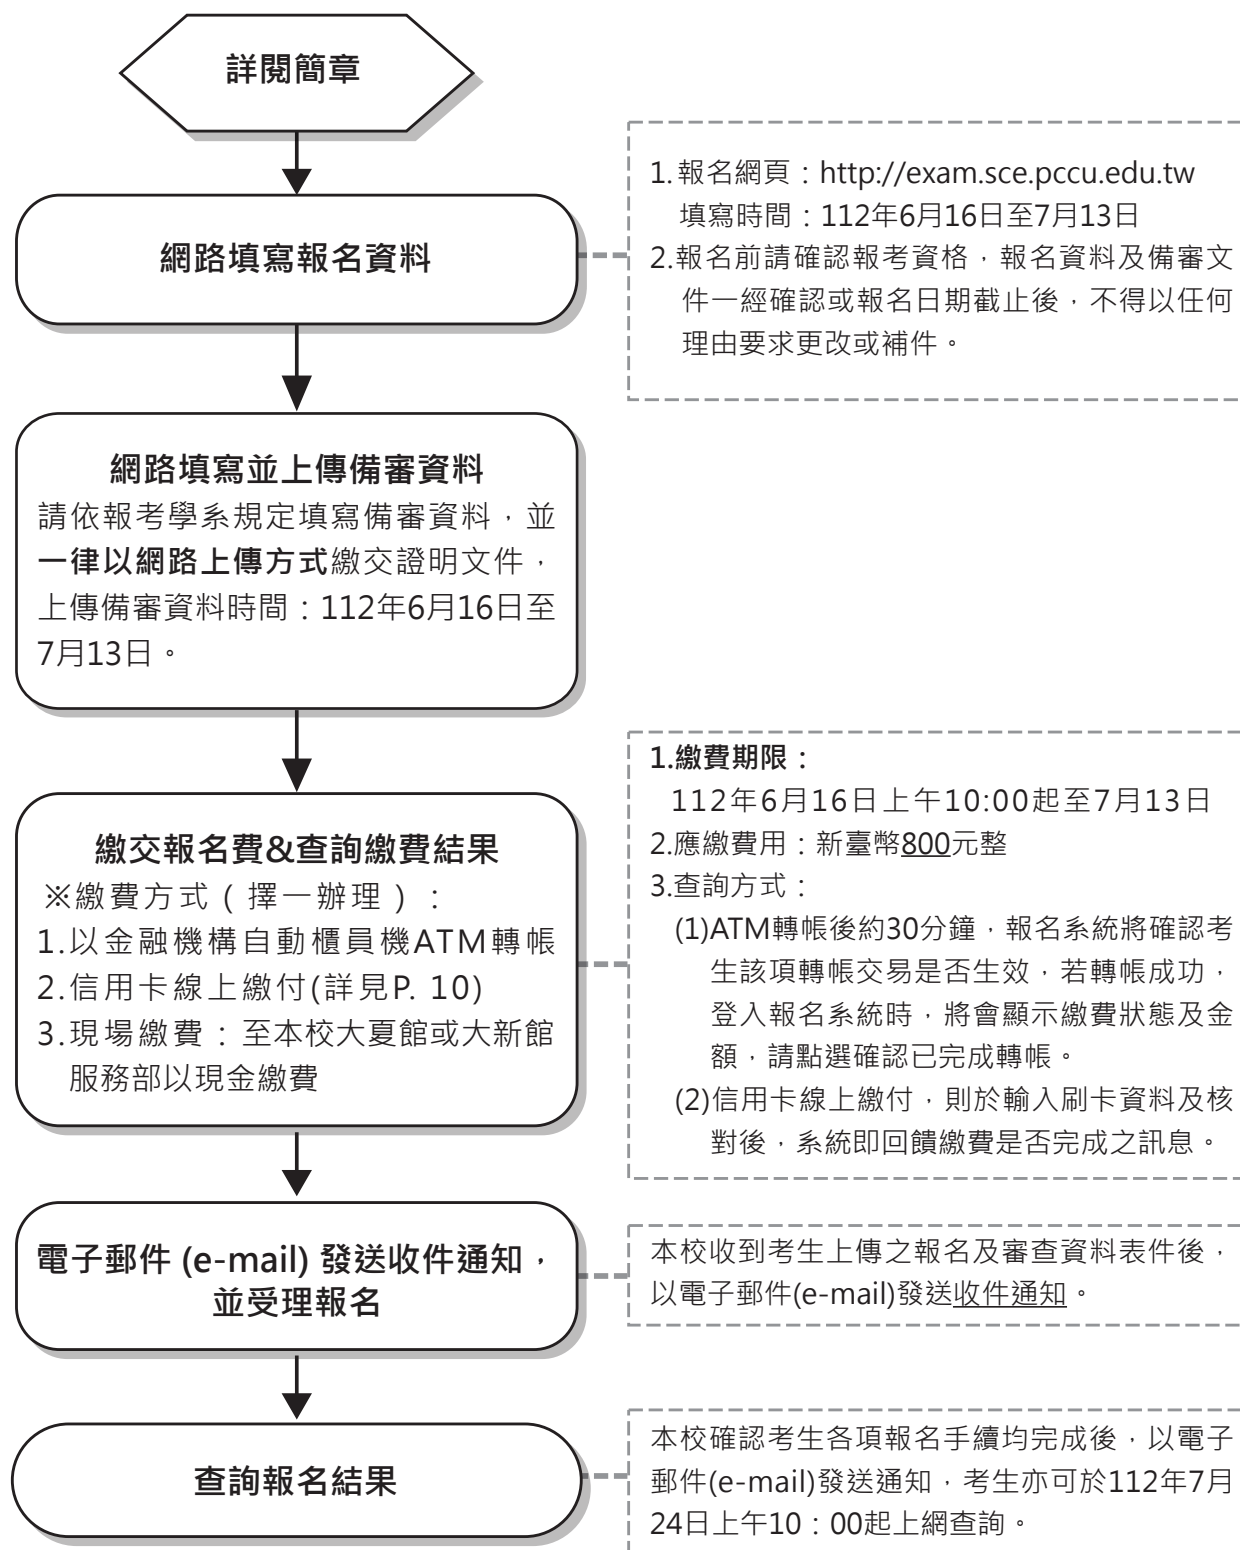 詳閱簡章
網路填寫報名資料
1.報名網頁：http://exam.sce.pccu.edu.tw
填寫時間：112年6月16日至7月13日
2.報名前請確認報考資格，報名資料及備審文
件一經確認或報名日期截止後，不得以任何
理由要求更改或補件。
網路填寫並上傳備審資料
請依報考學系規定填寫備審資料，並
一律以網路上傳方式繳交證明文件，
上傳備審資料時間：112年6月16日至
7月13日。
繳交報名費&查詢繳費結果
※繳費方式（擇一辦理）：
1.以金融機構自動櫃員機ATM轉帳
2.信用卡線上繳付(詳見P. 10)
3.現場繳費：至本校大夏館或大新館
服務部以現金繳費
1.繳費期限：
112年6月16日上午10:00起至7月13日
2.應繳費用：新臺幣800元整
3.查詢方式：
(1)ATM轉帳後約30分鐘，報名系統將確認考
生該項轉帳交易是否生效，若轉帳成功，
登入報名系統時，將會顯示繳費狀態及金
額，請點選確認已完成轉帳。
(2)信用卡線上繳付，則於輸入刷卡資料及核
對後，系統即回饋繳費是否完成之訊息。
電子郵件 (e-mail) 發送收件通知，
並受理報名
本校收到考生上傳之報名及審查資料表件後，
以電子郵件(e-mail)發送收件通知。
查詢報名結果
本校確認考生各項報名手續均完成後，以電子
郵件(e-mail)發送通知，考生亦可於112年7月
24日上午10：00起上網查詢。